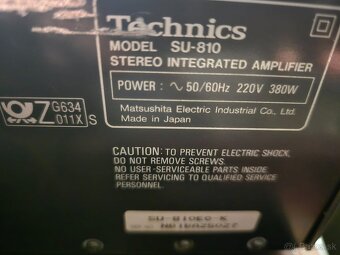 Technics
MODEL SU-810
STEREO INTEGRATED AMPLIFIER
POWER: ∿ 50/60Hz 220V 380W
Matsushita Electric Industrial Co., Ltd.
Made in Japan
Z G634
011X S
CAUTION: TO PREVENT ELECTRIC SHOCK,
DO NOT REMOVE SCREWS.
NO USER-SERVICEABLE PARTS INSIDE.
REFER SERVICING TO QUALIFIED SERVICE
PERSONNEL.